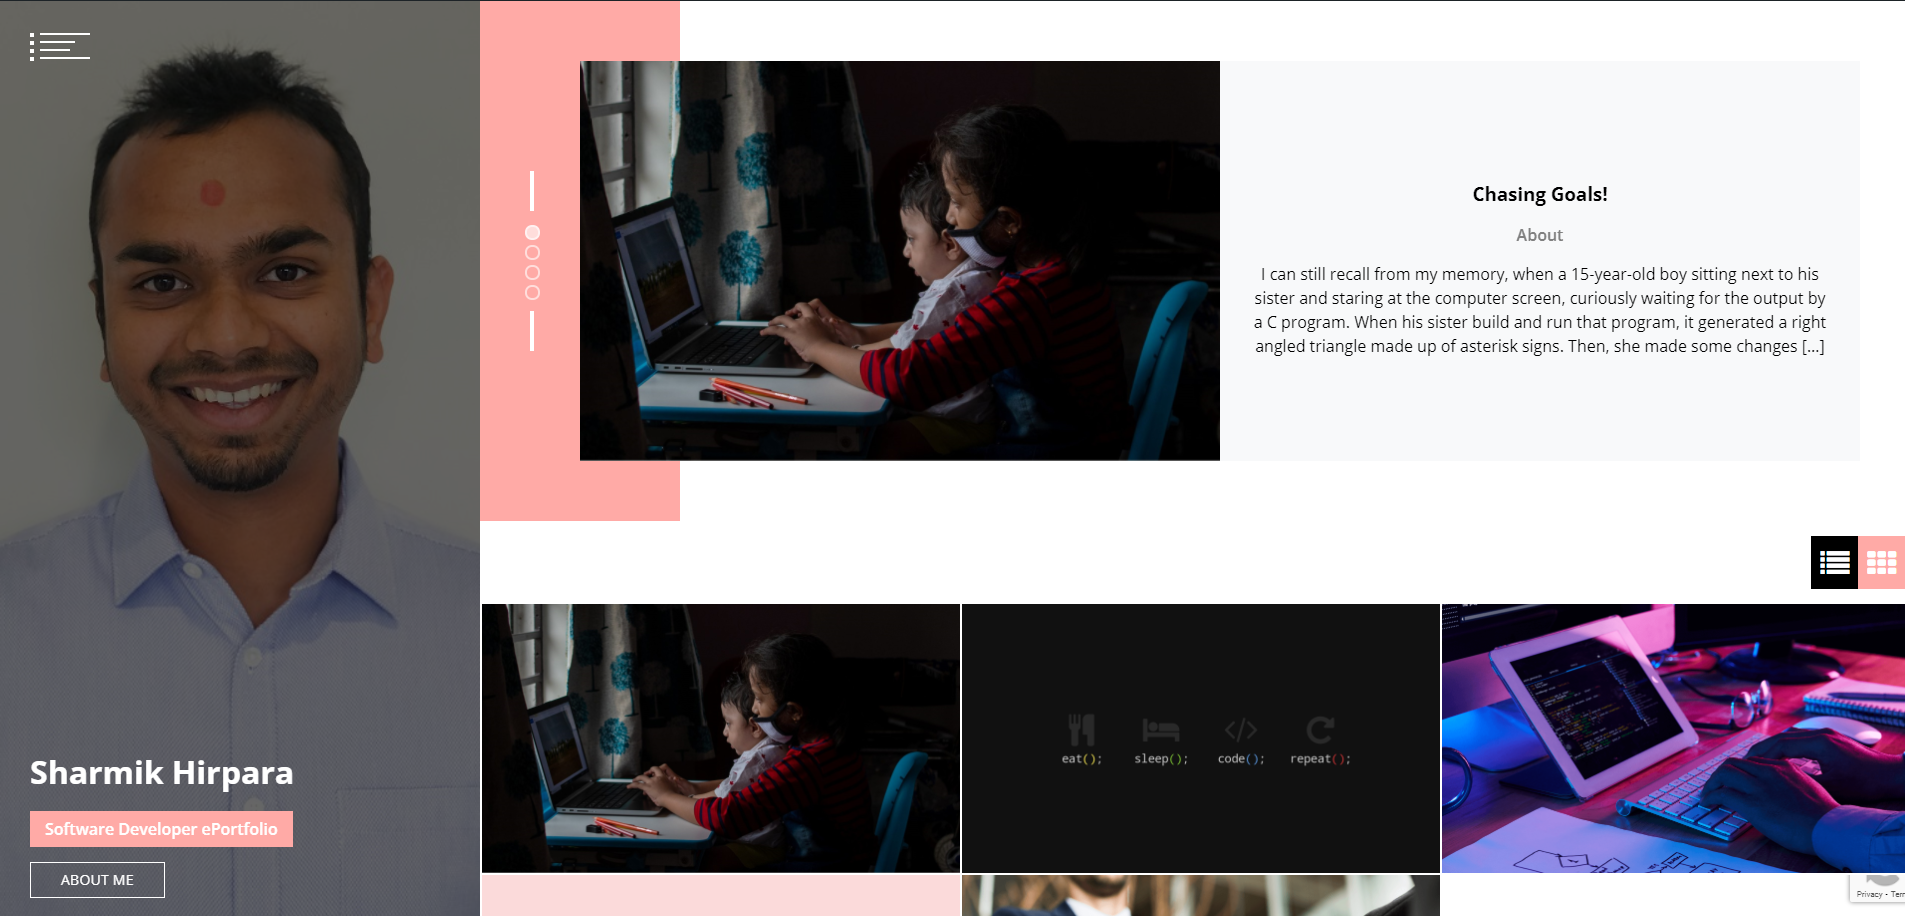 Chasing Goals!
About
I can still recall from my memory, when a 15-year-old boy sitting next to his
sister and staring at the computer screen, curiously waiting for the output by
a C program. When his sister build and run that program, it generated a right
angled triangle made up of asterisk signs. Then, she made some changes [...]
eat(); sleep(); code(); repeat();
Sharmik Hirpara
Software Developer ePortfolio
ABOUT ME
Privacy -